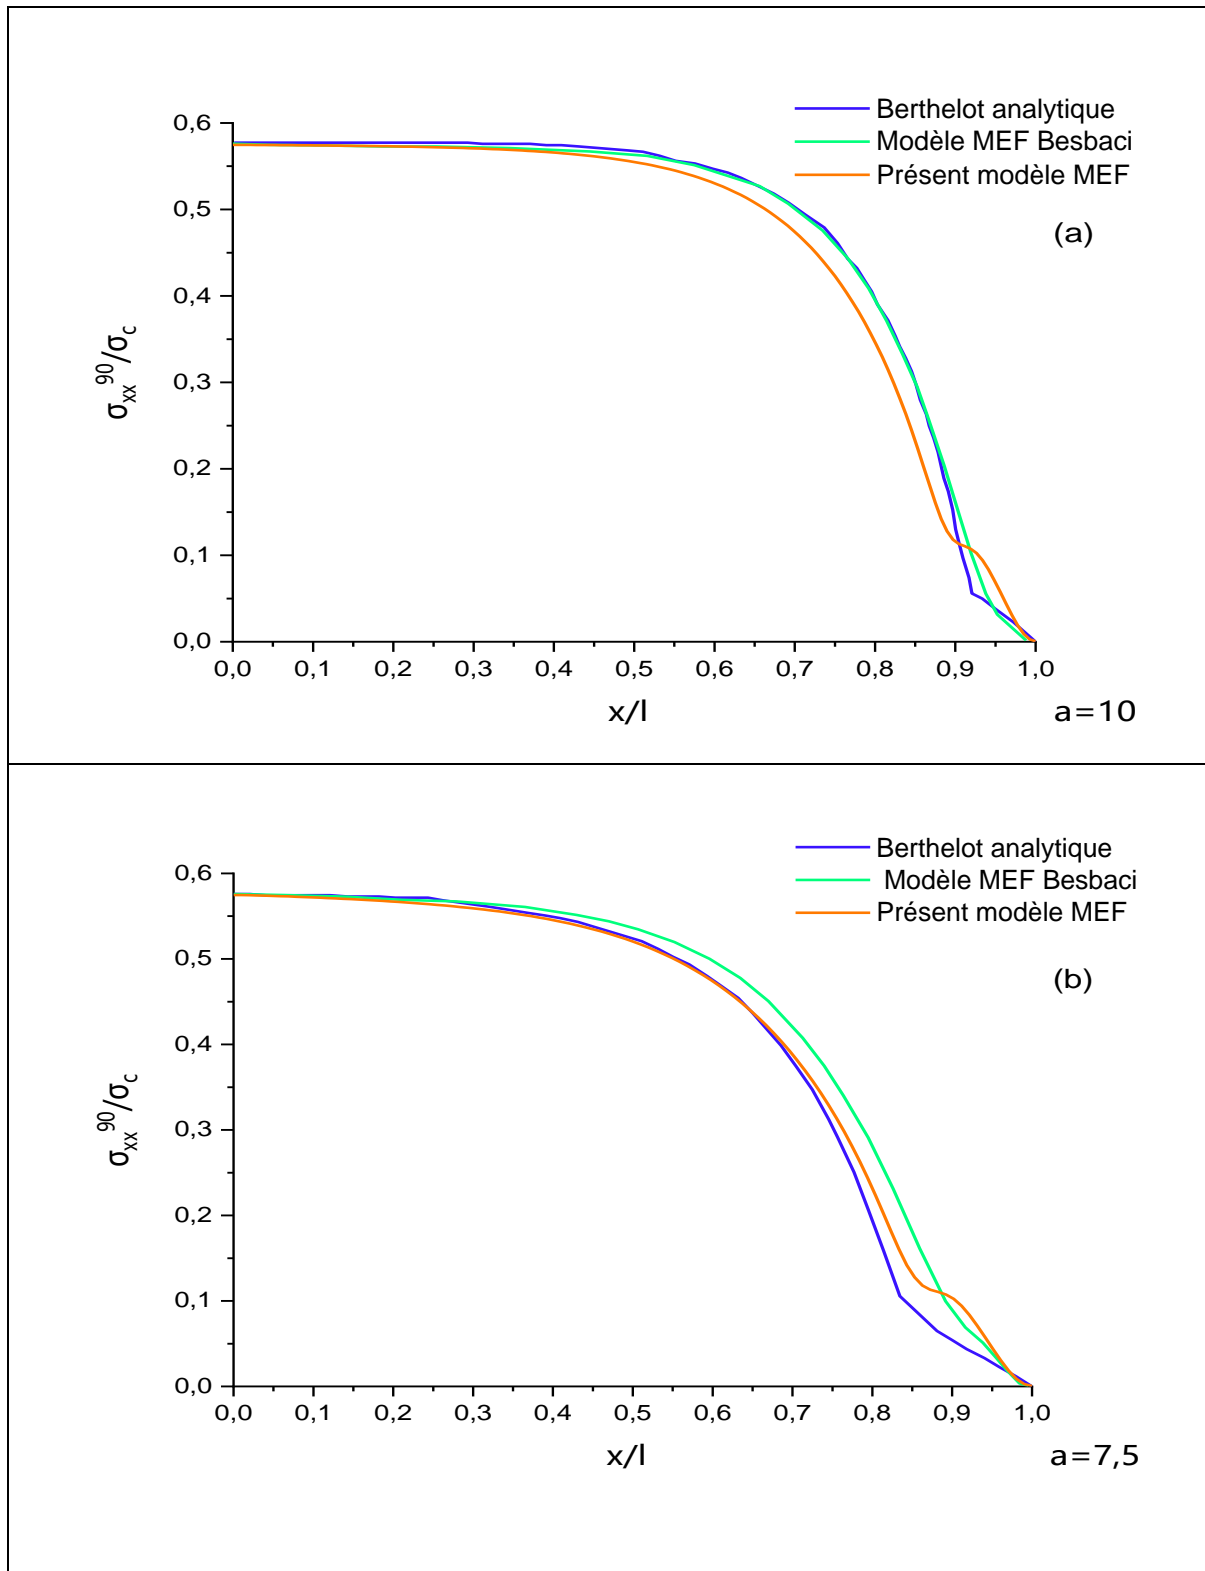 Berthelot analytique
Modèle MEF Besbaci
Présent modèle MEF
(a)
0,6
0,5
0,4
0,3
0,2
0,1
0,0
σxx^90/σc
0,0 0,1 0,2 0,3 0,4 0,5 0,6 0,7 0,8 0,9 1,0
x/l
a=10
Berthelot analytique
Modèle MEF Besbaci
Présent modèle MEF
(b)
0,6
0,5
0,4
0,3
0,2
0,1
0,0
σxx^90/σc
0,0 0,1 0,2 0,3 0,4 0,5 0,6 0,7 0,8 0,9 1,0
x/l
a=7,5